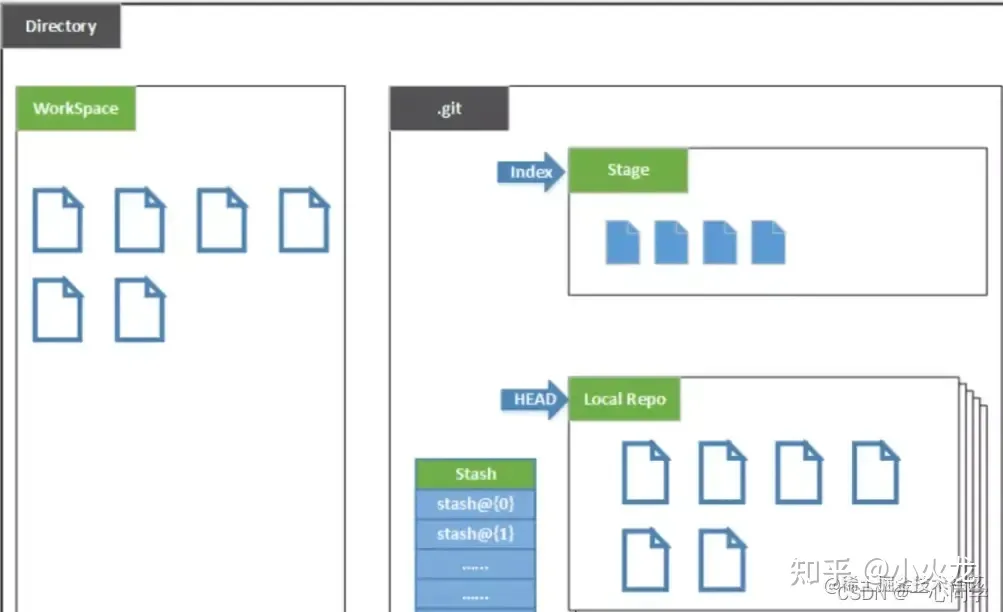 Directory
WorkSpace
.git
Index
Stage
HEAD
Local Repo
Stash
stash@{0}
stash@{1}
......
......
知乎 @小火龙
@稀土掘金技术社区
CSDN @一心同学